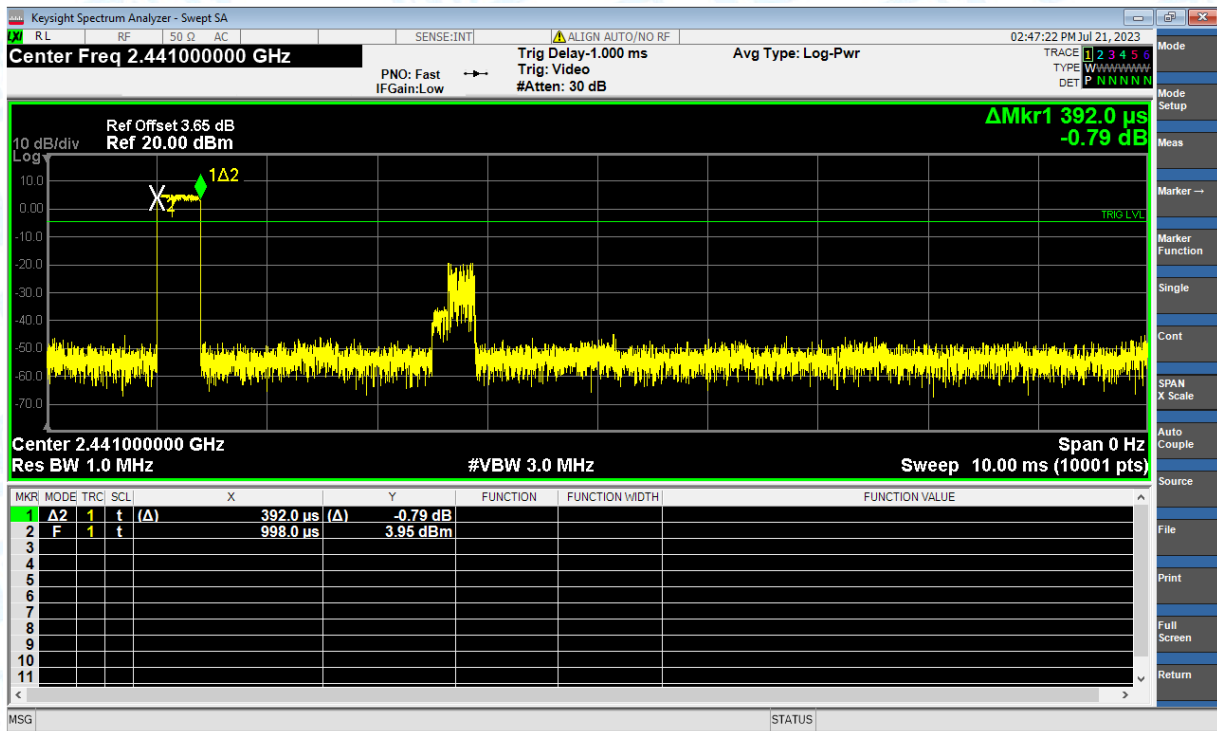 Keysight Spectrum Analyzer - Swept SA
LXI RL RF 50 Ω AC SENSE:INT ALIGN AUTO/NO RF 02:47:22 PM Jul 21, 2023
Center Freq 2.441000000 GHz
PNO: Fast
IFGain:Low
Trig Delay-1.000 ms
Trig: Video
#Atten: 30 dB
Avg Type: Log-Pwr
TRACE 1 2 3 4 5 6
TYPE WWWWWW
DET P N N N N N
10 dB/div
Log
Ref Offset 3.65 dB
Ref 20.00 dBm
ΔMkr1 392.0 μs
-0.79 dB
10.0
0.00
-10.0
-20.0
-30.0
-40.0
-50.0
-60.0
-70.0
1Δ2
2
TRIG LVL
Center 2.441000000 GHz
Span 0 Hz
Res BW 1.0 MHz
#VBW 3.0 MHz
Sweep 10.00 ms (10001 pts)
MKR MODE TRC SCL X Y FUNCTION FUNCTION WIDTH FUNCTION VALUE
1 Δ2 1 t (Δ) 392.0 μs (Δ) -0.79 dB
2 F 1 t 998.0 μs 3.95 dBm
3
4
5
6
7
8
9
10
11
MSG STATUS
Mode
Mode
Setup
Meas
Marker →
Marker
Function
Single
Cont
SPAN
X Scale
Auto
Couple
Source
File
Print
Full
Screen
Return